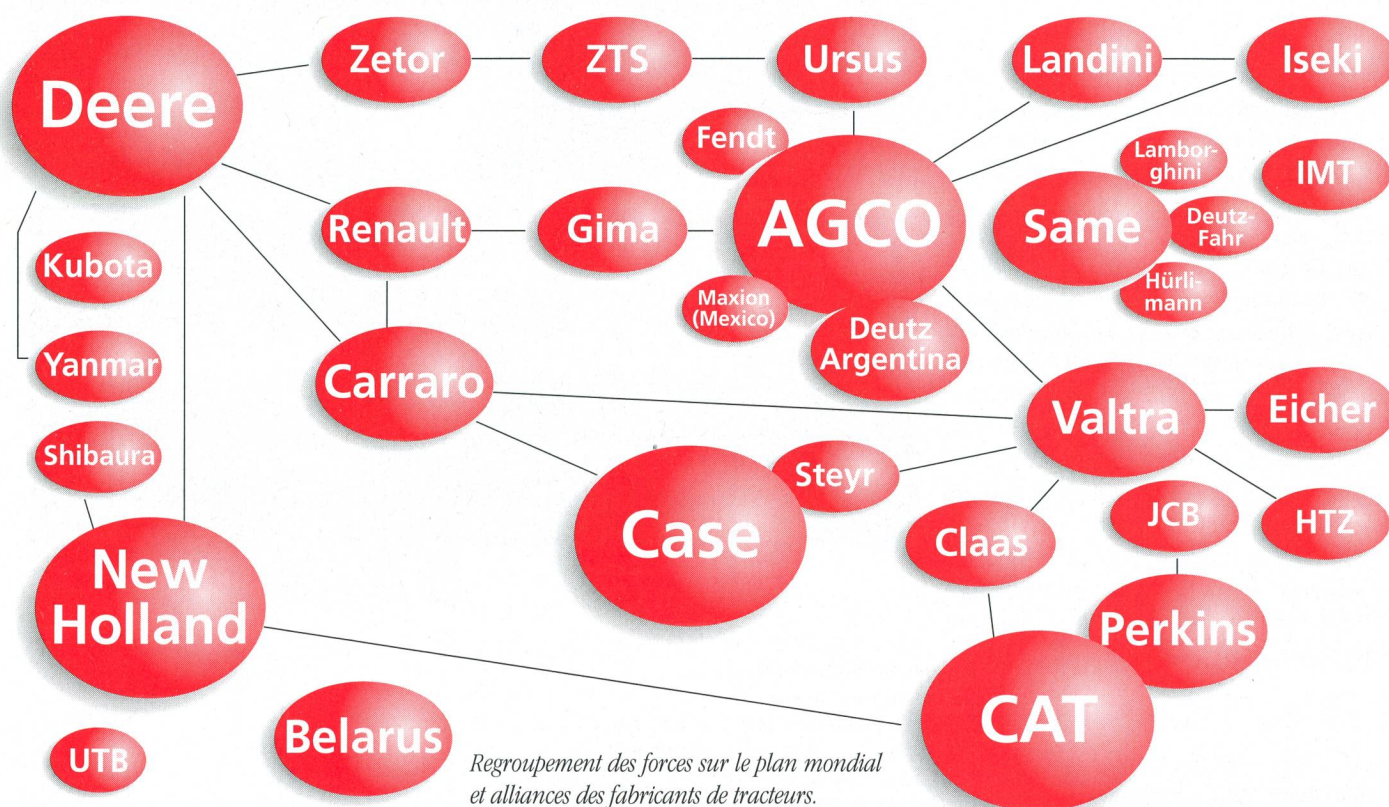 Zetor
ZTS
Ursus
Landini
Iseki
Deere
Fendt
Lambor-
ghini
IMT
Renault
Gima
AGCO
Same
Deutz-
Fahr
Kubota
Hürli-
mann
Maxion
(Mexico)
Deutz
Argentina
Yanmar
Carraro
Valtra
Eicher
Shibaura
Steyr
Case
Claas
JCB
HTZ
New
Holland
Perkins
CAT
Belarus
UTB
Regroupement des forces sur le plan mondial
et alliances des fabricants de tracteurs.